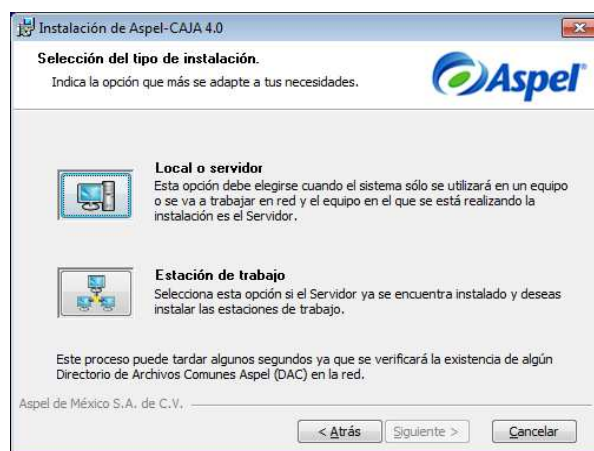 Instalación de Aspel-CAJA 4.0
Selección del tipo de instalación.
Indica la opción que más se adapte a tus necesidades.
Aspel
Local o servidor
Esta opción debe elegirse cuando el sistema sólo se utilizará en un equipo
o se va a trabajar en red y el equipo en el que se está realizando la
instalación es el Servidor.
Estación de trabajo
Selecciona esta opción si el Servidor ya se encuentra instalado y deseas
instalar las estaciones de trabajo.
Este proceso puede tardar algunos segundos ya que se verificará la existencia de algún
Directorio de Archivos Comunes Aspel (DAC) en la red.
Aspel de México S.A. de C.V.
< Atrás
Siguiente >
Cancelar